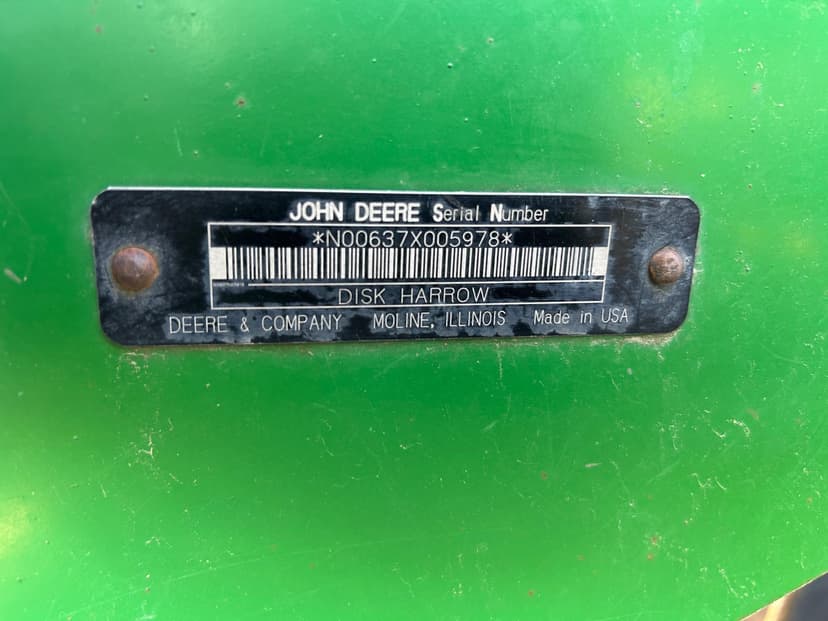 JOHN DEERE Serial Number
*N00637X005978*
DISK HARROW
DEERE & COMPANY MOLINE, ILLINOIS Made in USA